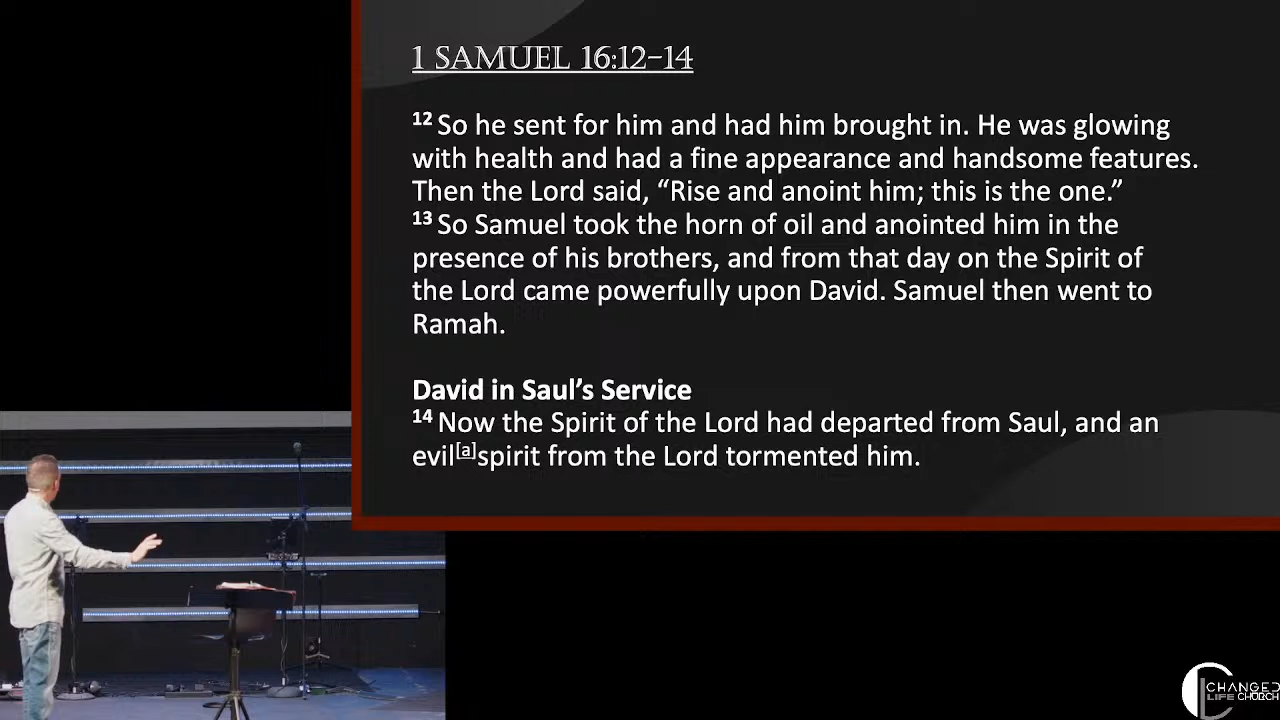 1 SAMUEL 16:12-14
12 So he sent for him and had him brought in. He was glowing
with health and had a fine appearance and handsome features.
Then the Lord said, “Rise and anoint him; this is the one.”
13 So Samuel took the horn of oil and anointed him in the
presence of his brothers, and from that day on the Spirit of
the Lord came powerfully upon David. Samuel then went to
Ramah.
David in Saul’s Service
14 Now the Spirit of the Lord had departed from Saul, and an
evil[a]spirit from the Lord tormented him.
CHANGED
LIFE CHURCH